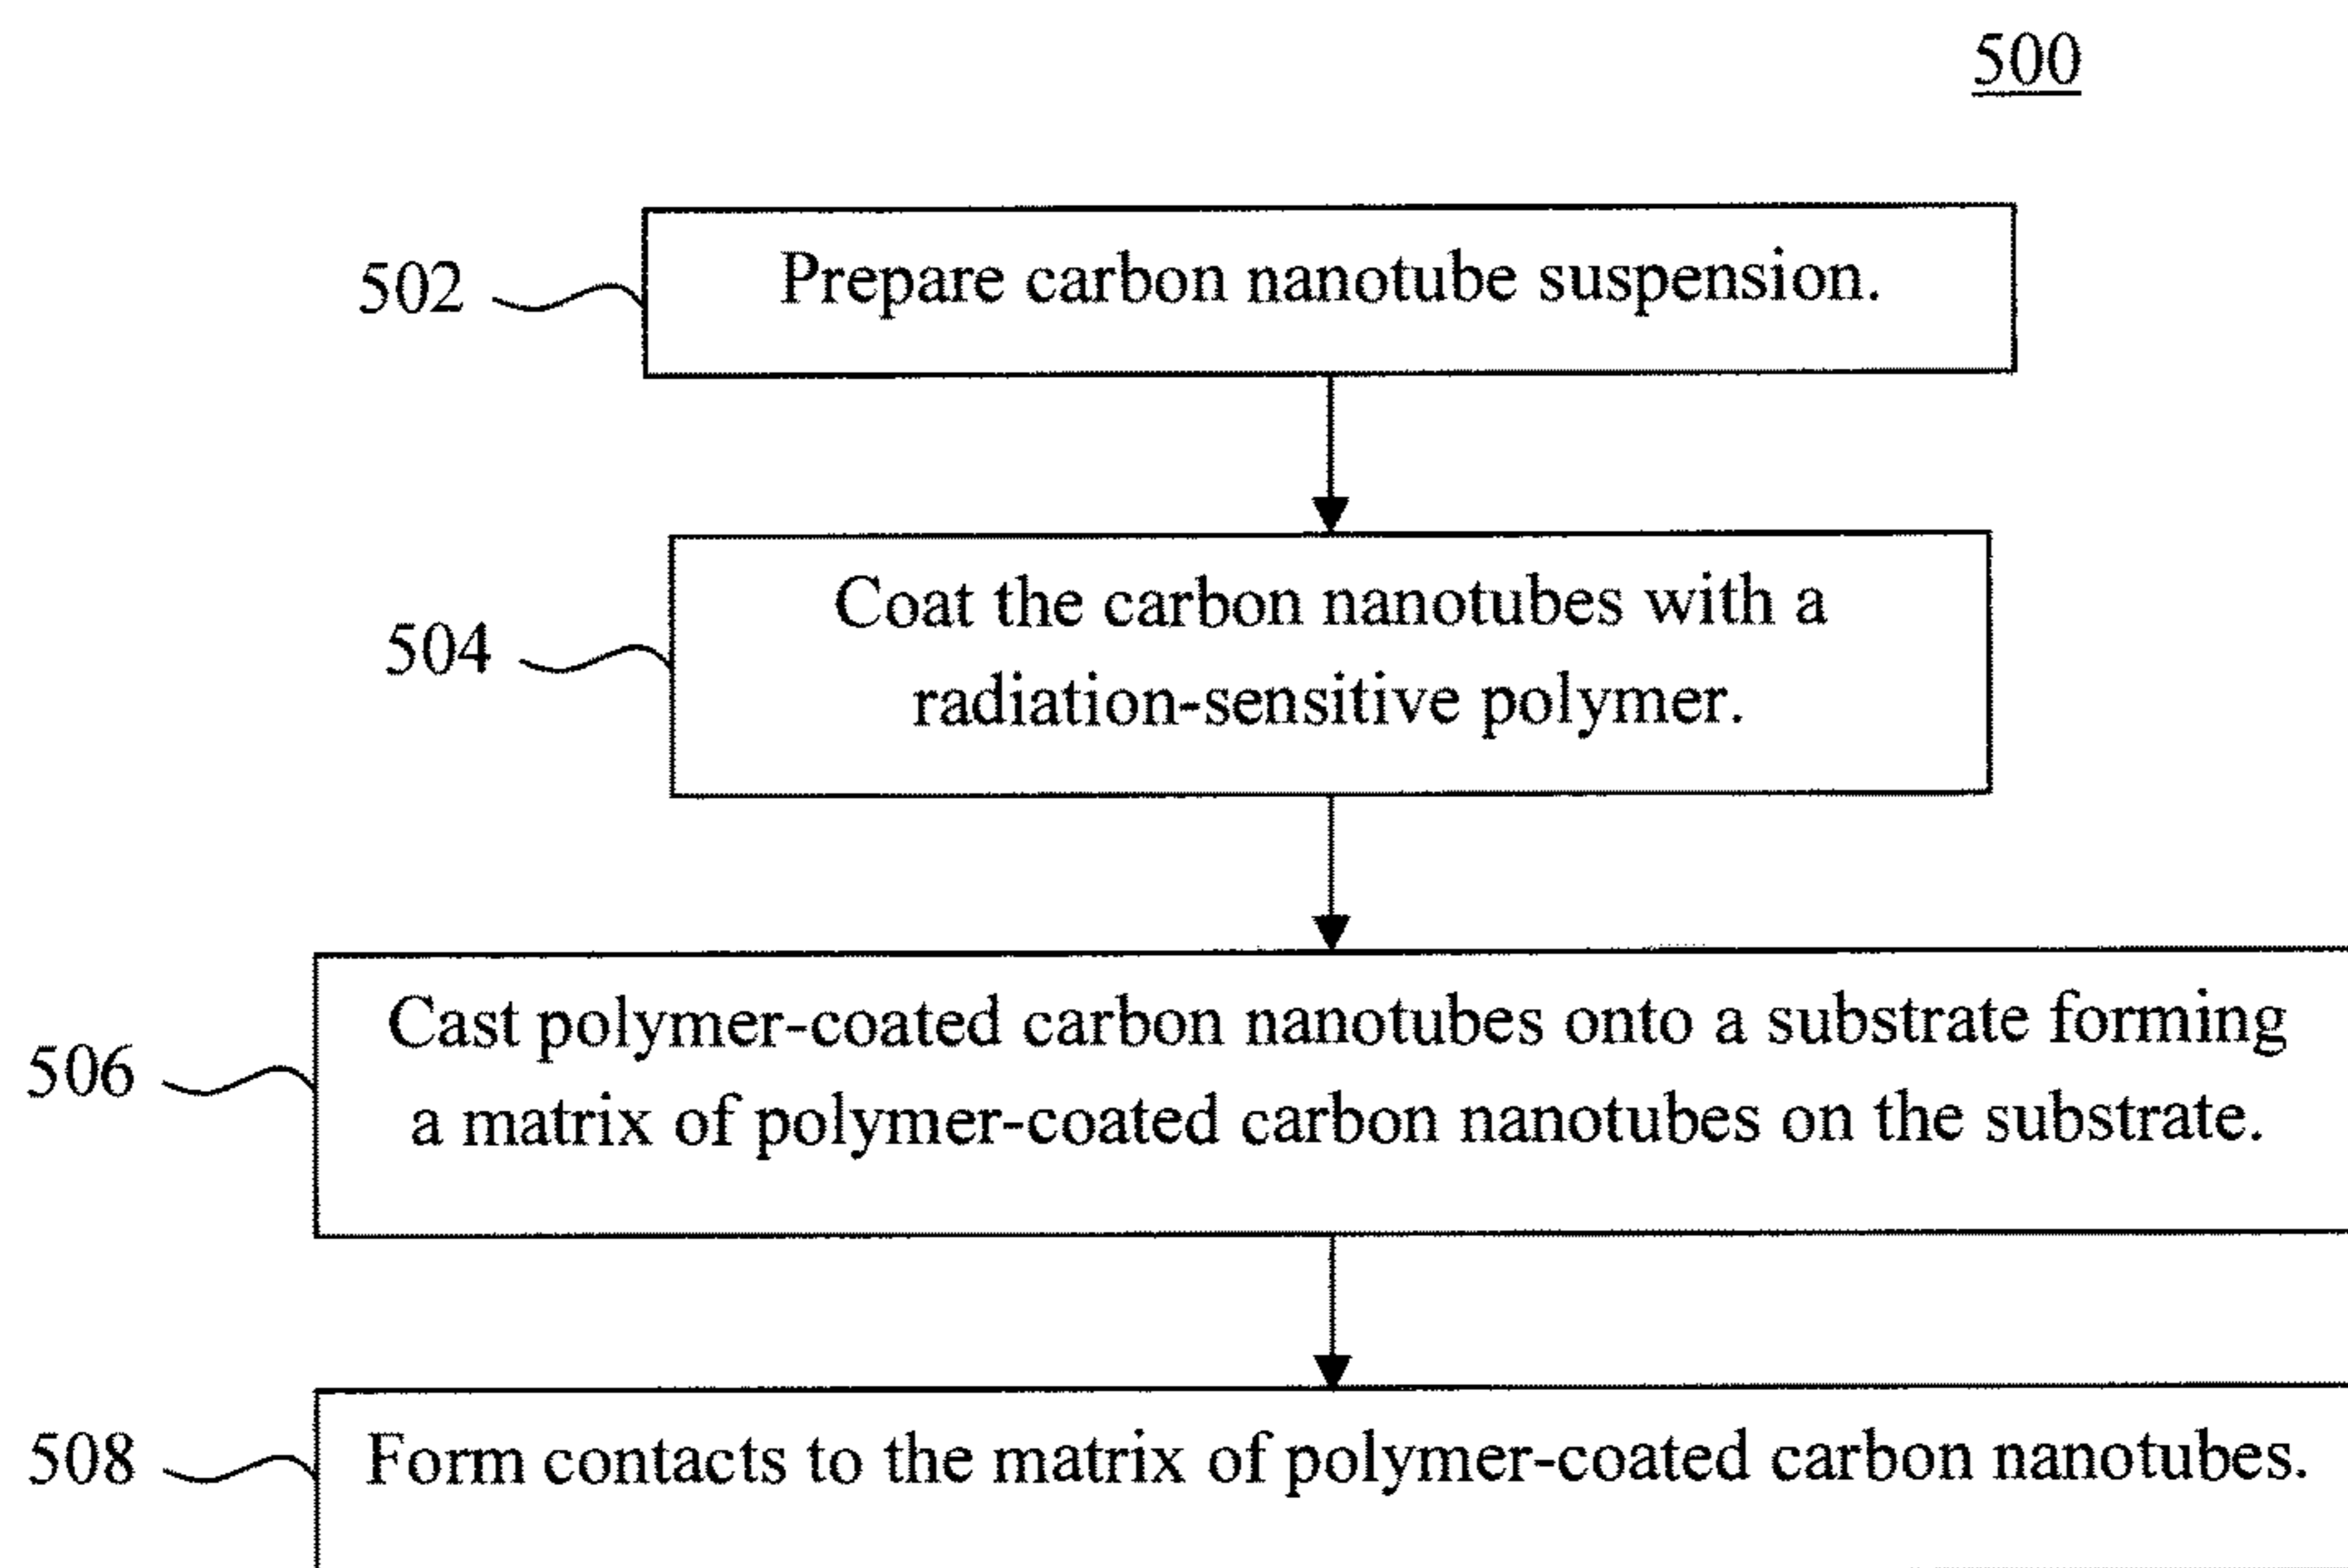 500
502
Prepare carbon nanotube suspension.
504
Coat the carbon nanotubes with a
radiation-sensitive polymer.
506
Cast polymer-coated carbon nanotubes onto a substrate forming
a matrix of polymer-coated carbon nanotubes on the substrate.
508
Form contacts to the matrix of polymer-coated carbon nanotubes.